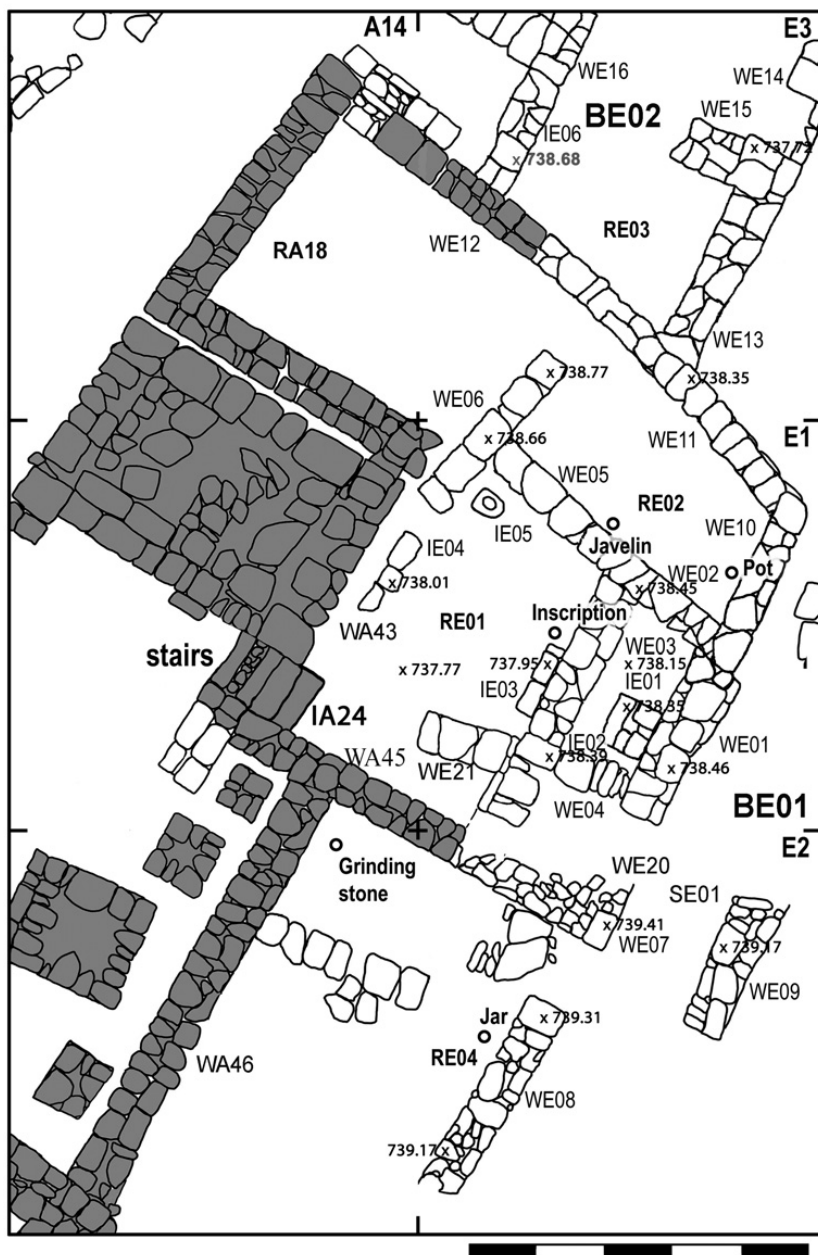 A14
E3
WE16
WE14
WE15
IE06
BE02
x 737.72
x 738.68
RE03
WE12
RA18
WE13
x 738.77
x 738.35
WE06
E1
x 738.66
WE11
WE05
RE02
WE10
IE05
IE04
Javelin
WE02
Pot
x 738.01
x 738.45
WA43
Inscription
RE01
stairs
WE03
737.95 x
x 738.15
x 737.77
IE01
IE03
x 738.35
IA24
WA45
IE02
WE01
WE21
x 738.39
x 738.46
WE04
BE01
E2
Grinding
stone
WE20
SE01
x 739.41
WE07
x 739.17
WE09
Jar
x 739.31
RE04
WA46
WE08
739.17 x